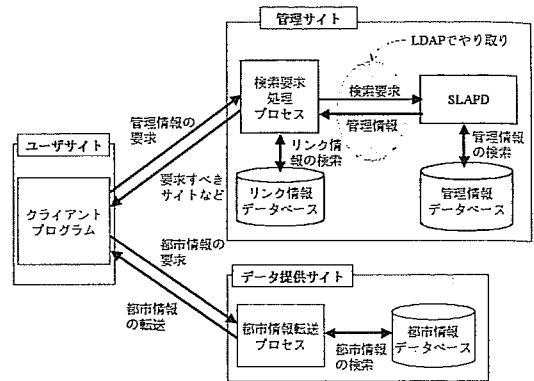 管理サイト
LDAPでやり取り
検索要求
処理
プロセス
検索要求
管理情報
SLAPD
管理情報の
要求
ユーザサイト
リンク情
報の検索
管理情報
の検索
要求すべき
サイトなど
リンク情報
データベース
管理情報
データベース
クライアント
プログラム
都市情報の
要求
データ提供サイト
都市情報
の転送
都市情報転送
プロセス
都市情報
の検索
都市情報
データベース